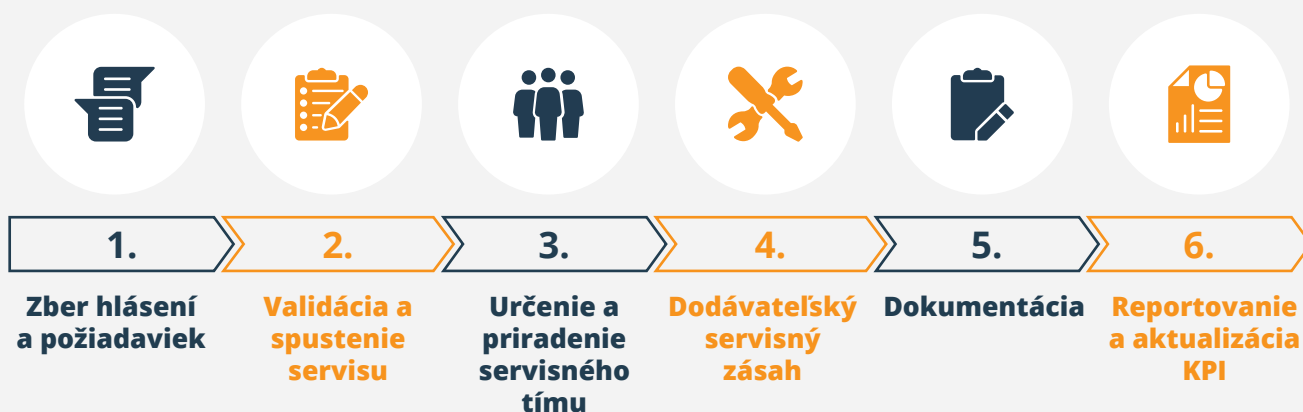 1.
Zber hlásení
a požiadaviek
2.
Validácia a
spustenie
servisu
3.
Určenie a
priradenie
servisného
tímu
4.
Dodávateľský
servisný
zásah
5.
Dokumentácia
6.
Reportovanie
a aktualizácia
KPI